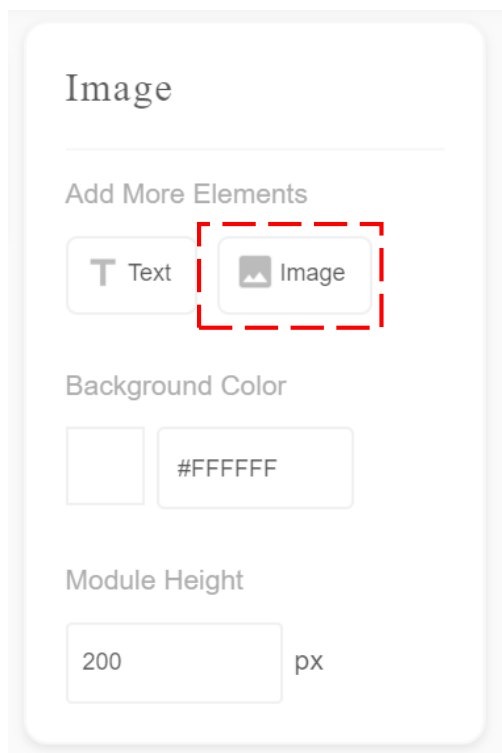 Image
Add More Elements
Text Image
Background Color
#FFFFFF
Module Height
200 px